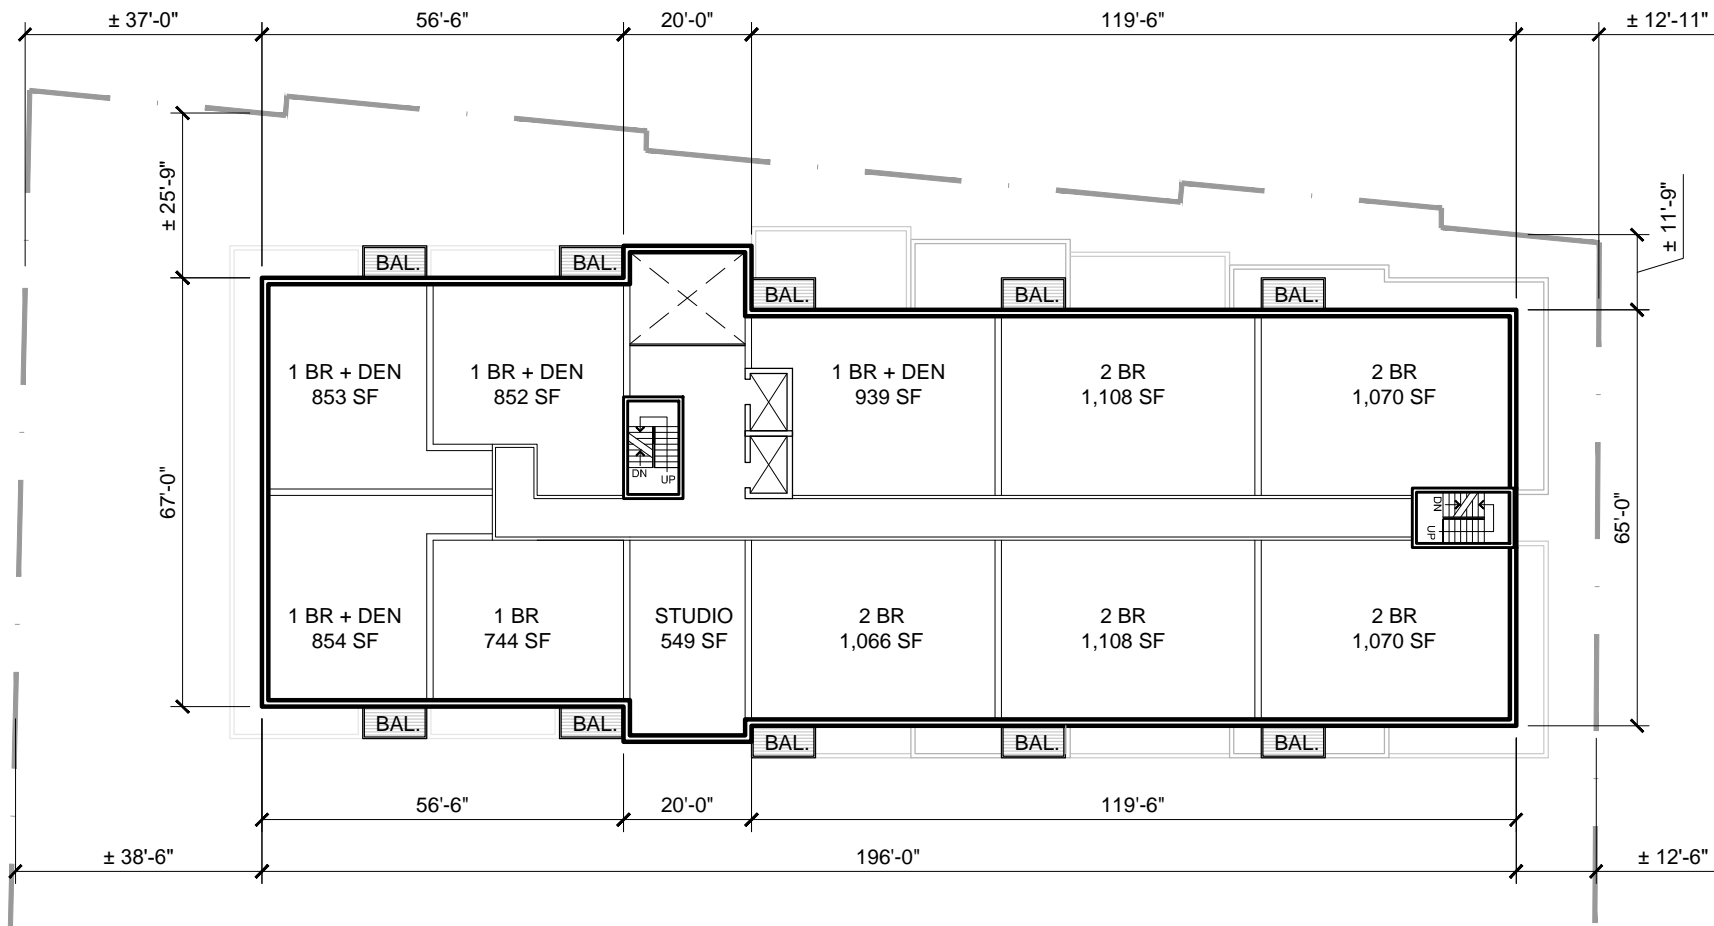 ± 37'-0"
56'-6"
20'-0"
119'-6"
± 12'-11"
± 25'-9"
± 11'-9"
BAL.
BAL.
BAL.
BAL.
BAL.
1 BR + DEN
853 SF
1 BR + DEN
852 SF
1 BR + DEN
939 SF
2 BR
1,108 SF
2 BR
1,070 SF
DN
UP
67'-0"
DN
UP
65'-0"
1 BR + DEN
854 SF
1 BR
744 SF
STUDIO
549 SF
2 BR
1,066 SF
2 BR
1,108 SF
2 BR
1,070 SF
BAL.
BAL.
BAL.
BAL.
BAL.
56'-6"
20'-0"
119'-6"
± 38'-6"
196'-0"
± 12'-6"